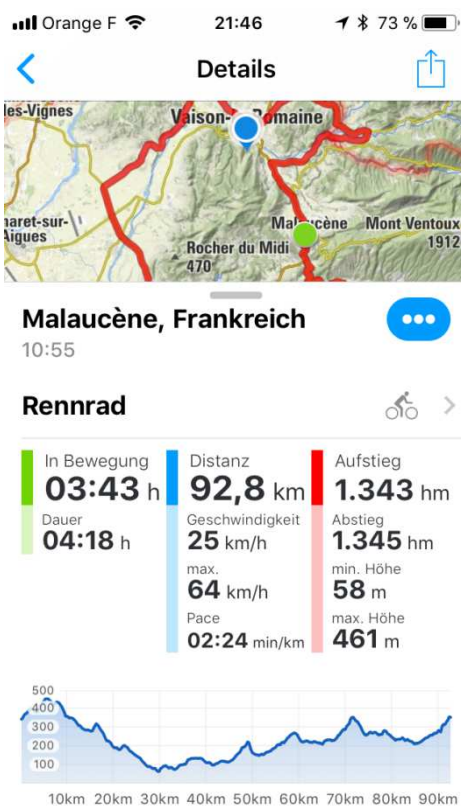 Orange F 21:46 73 %
Details
les-Vignes
Vaison- Romaine
naret-sur-
Aigues
Malaucène
Mont Ventoux
1912
Rocher du Midi
470
Malaucène, Frankreich
10:55
Rennrad
In Bewegung Distanz Aufstieg
03:43 h 92,8 km 1.343 hm
Dauer Geschwindigkeit Abstieg
04:18 h 25 km/h 1.345 hm
max. min. Höhe
64 km/h 58 m
Pace max. Höhe
02:24 min/km 461 m
500
400
300
200
100
10km 20km 30km 40km 50km 60km 70km 80km 90km